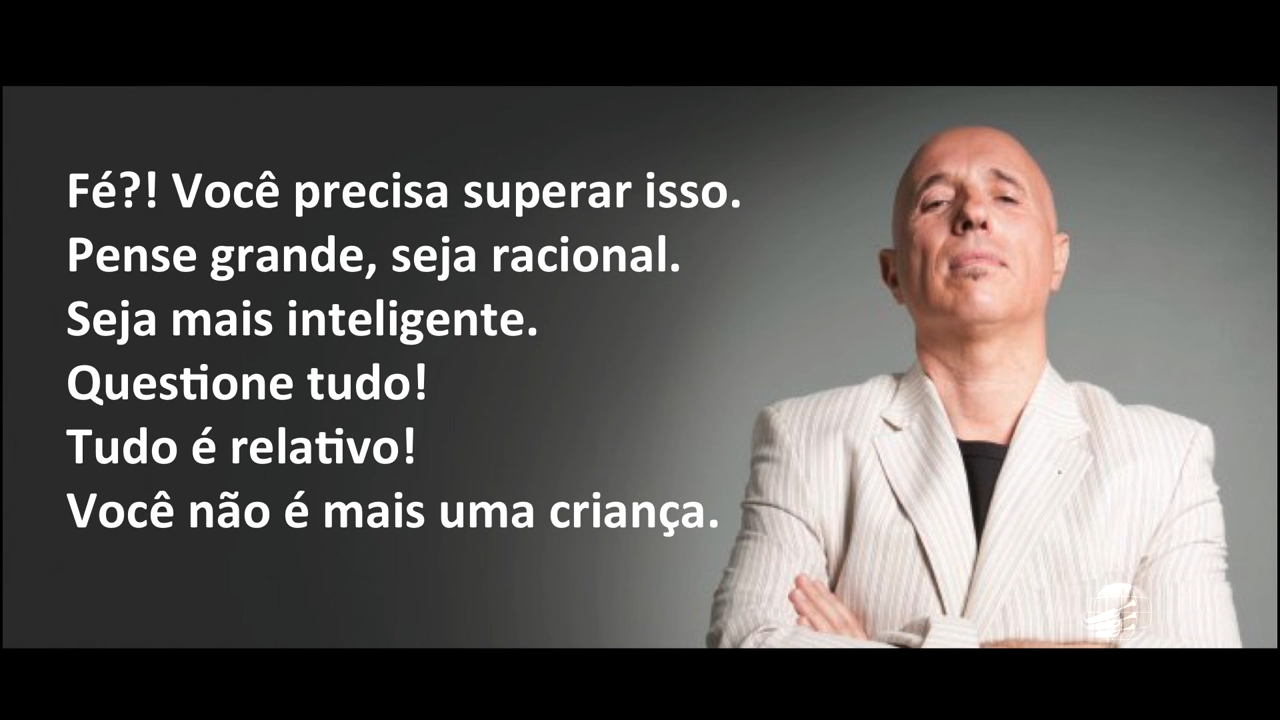 Fé?! Você precisa superar isso.
Pense grande, seja racional.
Seja mais inteligente.
Questione tudo!
Tudo é relativo!
Você não é mais uma criança.